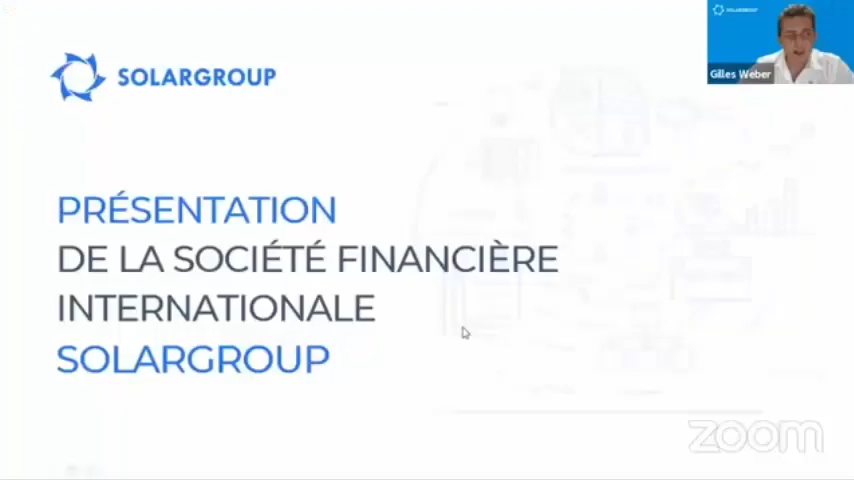 SOLARGROUP
SOLARGROUP
Gilles Weber
PRÉSENTATION
DE LA SOCIÉTÉ FINANCIÈRE
INTERNATIONALE
SOLARGROUP
zoom